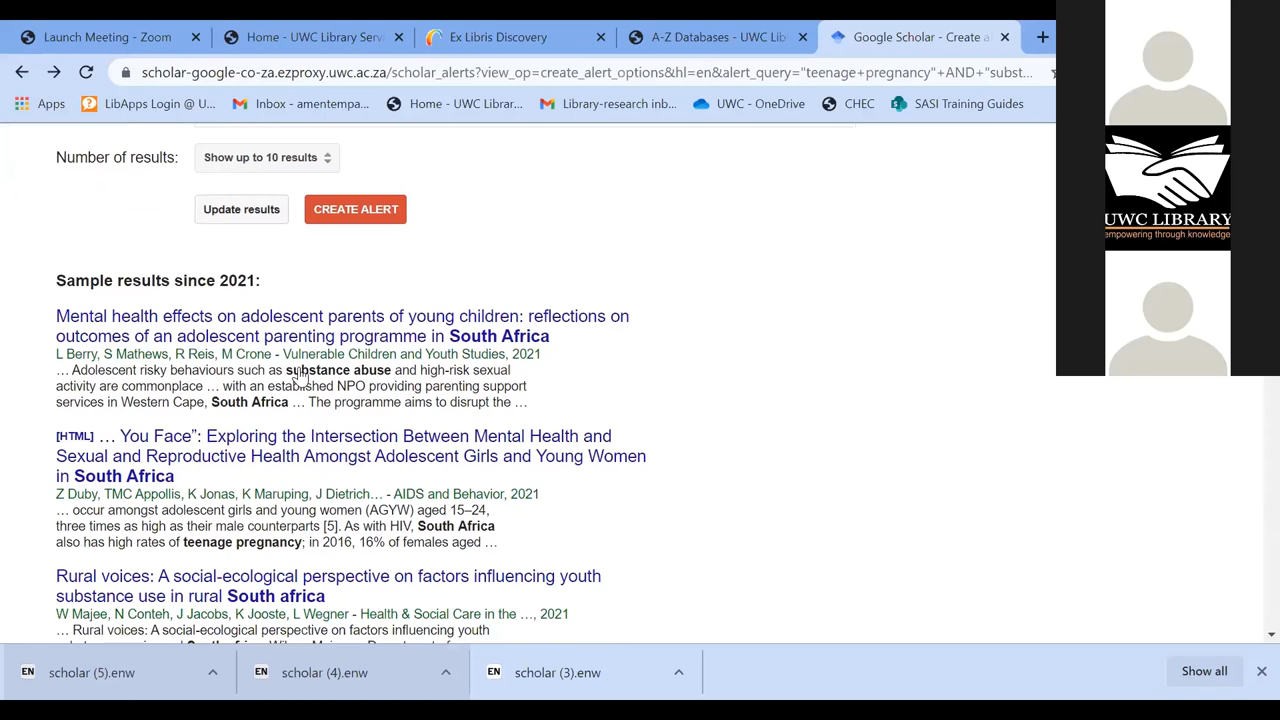 Launch Meeting - Zoom
Home - UWC Library Serv
Ex Libris Discovery
A-Z Databases - UWC Lib
Google Scholar - Create a
scholar-google-co-za.ezproxy.uwc.ac.za/scholar_alerts?view_op=create_alert_options&hl=en&alert_query="teenage+pregnancy"+AND+"subst...
Apps
LibApps Login @ U...
Inbox - amentempa...
Home - UWC Librar...
Library-research inb...
UWC - OneDrive
CHEC
SASI Training Guides
Number of results:
Show up to 10 results
Update results
CREATE ALERT
Sample results since 2021:
Mental health effects on adolescent parents of young children: reflections on
outcomes of an adolescent parenting programme in South Africa
L Berry, S Mathews, R Reis, M Crone - Vulnerable Children and Youth Studies, 2021
… Adolescent risky behaviours such as substance abuse and high-risk sexual
activity are commonplace … with an established NPO providing parenting support
services in Western Cape, South Africa … The programme aims to disrupt the …
[HTML] … You Face”: Exploring the Intersection Between Mental Health and
Sexual and Reproductive Health Amongst Adolescent Girls and Young Women
in South Africa
Z Duby, TMC Appollis, K Jonas, K Maruping, J Dietrich… - AIDS and Behavior, 2021
… occur amongst adolescent girls and young women (AGYW) aged 15–24,
three times as high as their male counterparts [5]. As with HIV, South Africa
also has high rates of teenage pregnancy; in 2016, 16% of females aged …
Rural voices: A social-ecological perspective on factors influencing youth
substance use in rural South africa
W Majee, N Conteh, J Jacobs, K Jooste, L Wegner - Health & Social Care in the …, 2021
… Rural voices: A social-ecological perspective on factors influencing youth
EN scholar (5).enw
EN scholar (4).enw
EN scholar (3).enw
Show all
UWC LIBRARY
empowering through knowledge